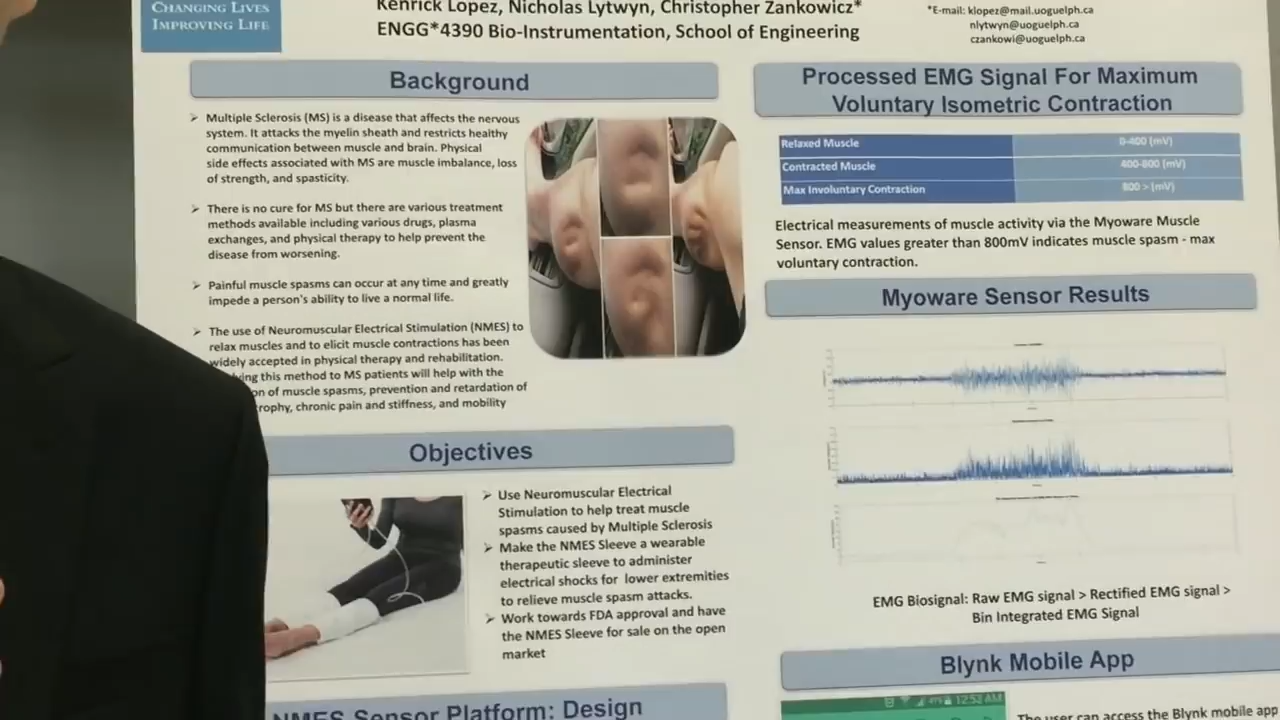 CHANGING LIVES
IMPROVING LIFE
Kenrick Lopez, Nicholas Lytwyn, Christopher Zankowicz*
ENGG*4390 Bio-Instrumentation, School of Engineering
*E-mail: klopez@mail.uoguelph.ca
nlytwyn@uoguelph.ca
czankowi@uoguelph.ca
Background
➢ Multiple Sclerosis (MS) is a disease that affects the nervous
system. It attacks the myelin sheath and restricts healthy
communication between muscle and brain. Physical
side effects associated with MS are muscle imbalance, loss
of strength, and spasticity.
➢ There is no cure for MS but there are various treatment
methods available including various drugs, plasma
exchanges, and physical therapy to help prevent the
disease from worsening.
➢ Painful muscle spasms can occur at any time and greatly
impede a person's ability to live a normal life.
➢ The use of Neuromuscular Electrical Stimulation (NMES) to
relax muscles and to elicit muscle contractions has been
widely accepted in physical therapy and rehabilitation.
this method to MS patients will help with the
of muscle spasms, prevention and retardation of
chronic pain and stiffness, and mobility
Objectives
➢ Use Neuromuscular Electrical
Stimulation to help treat muscle
spasms caused by Multiple Sclerosis
➢ Make the NMES Sleeve a wearable
therapeutic sleeve to administer
electrical shocks for lower extremities
to relieve muscle spasm attacks.
➢ Work towards FDA approval and have
the NMES Sleeve for sale on the open
market
NMES Sensor Platform: Design
Processed EMG Signal For Maximum
Voluntary Isometric Contraction
Relaxed Muscle 0-400 (mV)
Contracted Muscle 400-800 (mV)
Max Involuntary Contraction 800 > (mV)
Electrical measurements of muscle activity via the Myoware Muscle
Sensor. EMG values greater than 800mV indicates muscle spasm - max
voluntary contraction.
Myoware Sensor Results
EMG Biosignal: Raw EMG signal > Rectified EMG signal >
Bin Integrated EMG Signal
Blynk Mobile App
12:53 AM
The user can access the Blynk mobile app